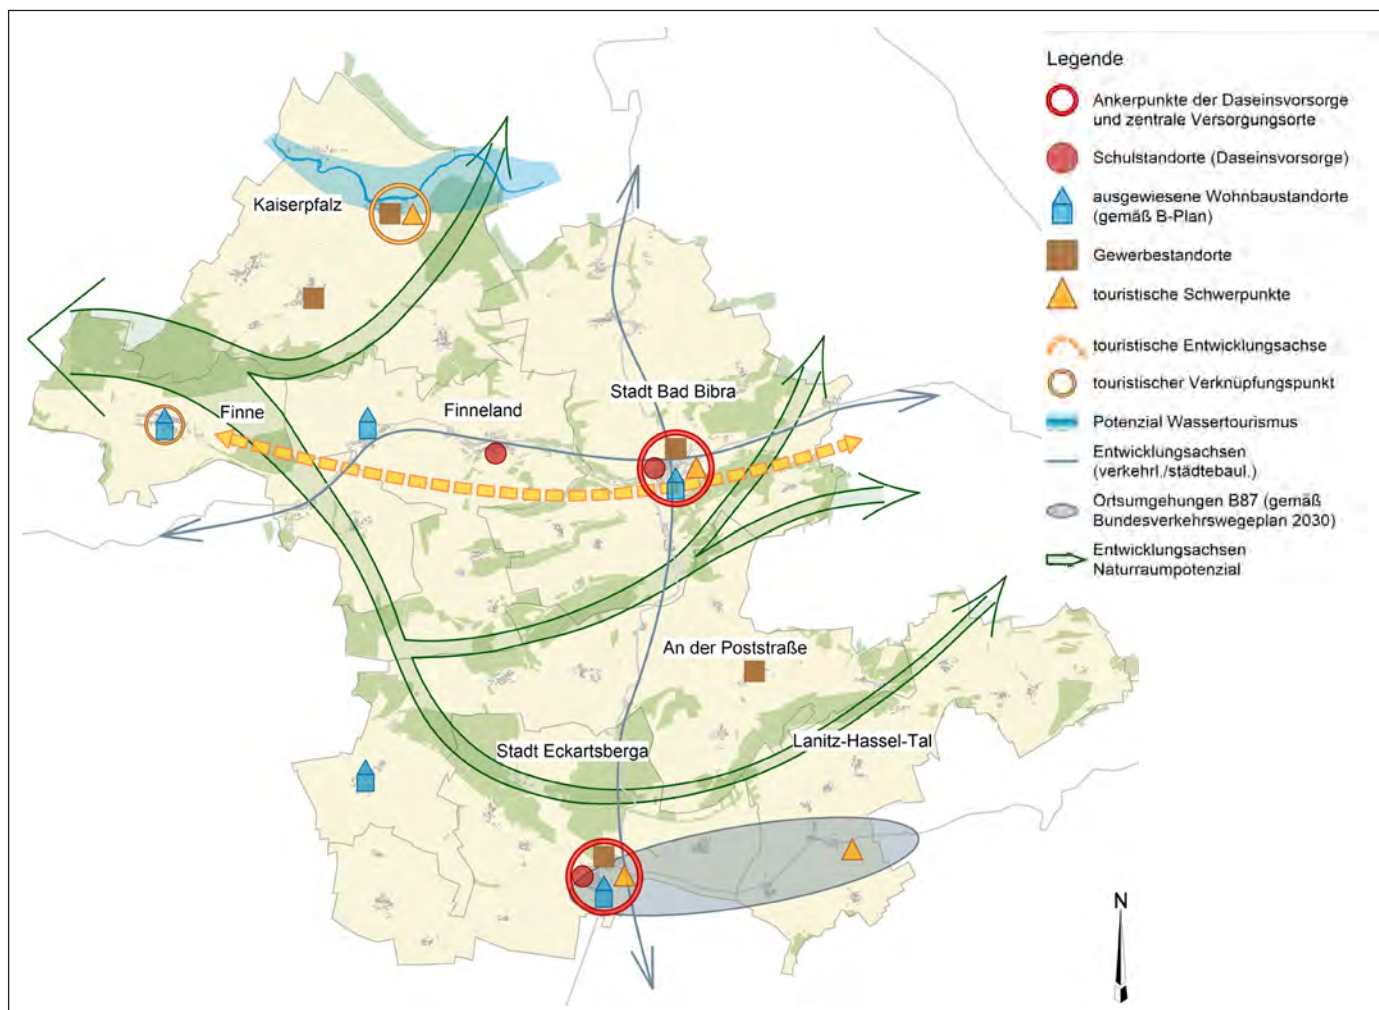 Legende
Ankerpunkte der Daseinsvorsorge
und zentrale Versorgungsorte
Schulstandorte (Daseinsvorsorge)
ausgewiesene Wohnbaustandorte
(gemäß B-Plan)
Gewerbestandorte
touristische Schwerpunkte
touristische Entwicklungsachse
touristischer Verknüpfungspunkt
Potenzial Wassertourismus
Entwicklungsachsen
(verkehrl./städtebaul.)
Ortsumgehungen B87 (gemäß
Bundesverkehrswegeplan 2030)
Entwicklungsachsen
Naturraumpotenzial
Kaiserpfalz
Stadt Bad Bibra
Finne
Finneland
An der Poststraße
Stadt Eckartsberga
Lanitz-Hassel-Tal
N